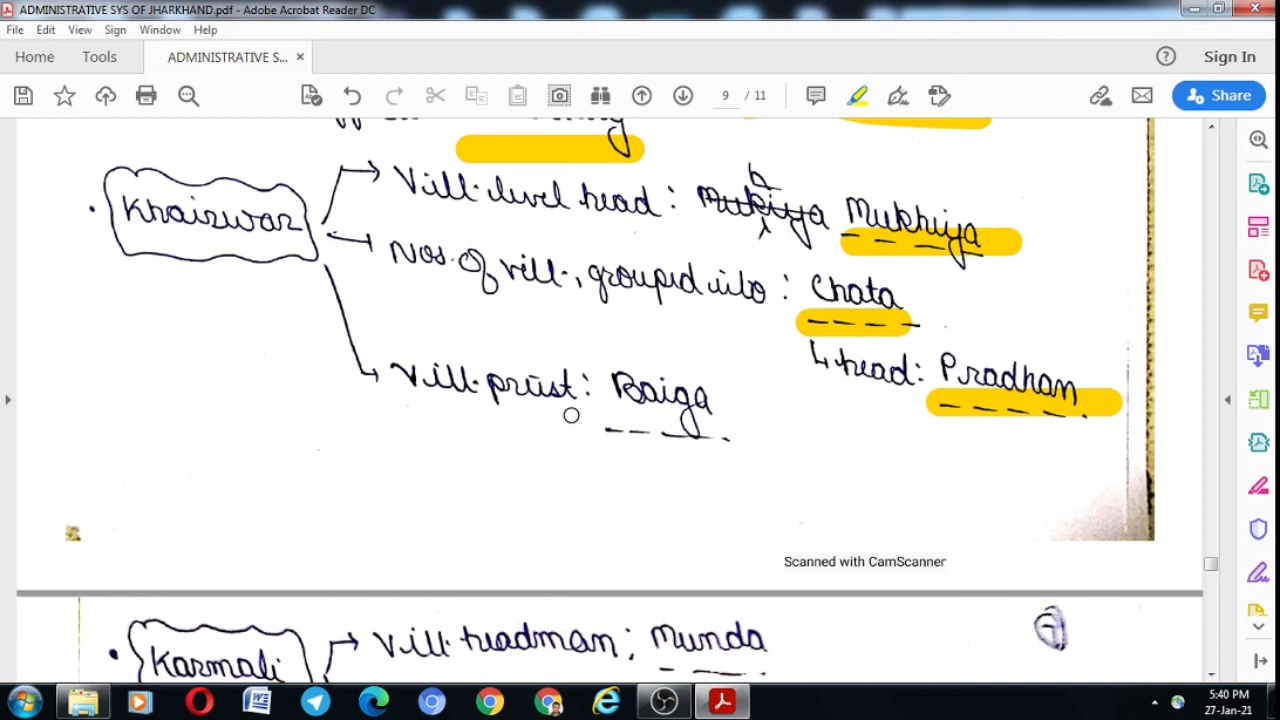 ADMINISTRATIVE SYS OF JHARKHAND.pdf - Adobe Acrobat Reader DC
File Edit View Sign Window Help
Home Tools ADMINISTRATIVE S... × Sign In
9 / 11 Share
Khairwar
Vill. level head : Mukiya Mukhiya
Nos. of vill., grouped into : Chata
↳ head : Pradhan
Vill. priest : Baiga
Scanned with CamScanner
Karmali
Vill. headman ; Munda
5:40 PM
27-Jan-21